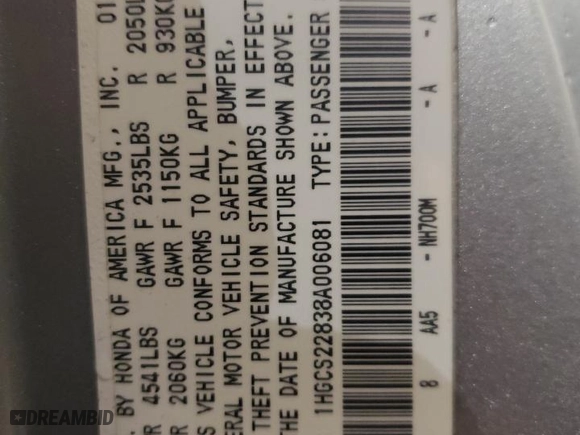 . BY HONDA OF AMERICA MFG., INC. 01
4541LBS GAWR F 2535LBS R 2050L
2060KG GAWR F 1150KG R 930KG
S VEHICLE CONFORMS TO ALL APPLICABLE
ERAL MOTOR VEHICLE SAFETY, BUMPER,
THEFT PREVENTION STANDARDS IN EFFECT
THE DATE OF MANUFACTURE SHOWN ABOVE.
1HGCS22838A006081 TYPE: PASSENGER
8 AA5 - NH700M - A - A
DREAMBID